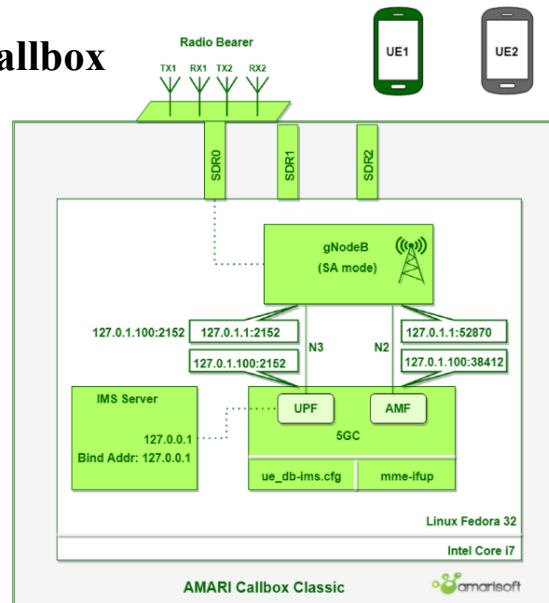 allbox
Radio Bearer
TX1 RX1 TX2 RX2
UE1
UE2
SDR0
SDR1
SDR2
gNodeB
(SA mode)
127.0.1.100:2152
127.0.1.1:2152
127.0.1.1:52870
N3
N2
127.0.1.100:2152
127.0.1.100:38412
IMS Server
127.0.0.1
Bind Addr: 127.0.0.1
UPF
AMF
5GC
ue_db-ims.cfg
mme-ifup
Linux Fedora 32
Intel Core i7
AMARI Callbox Classic
amarisoft